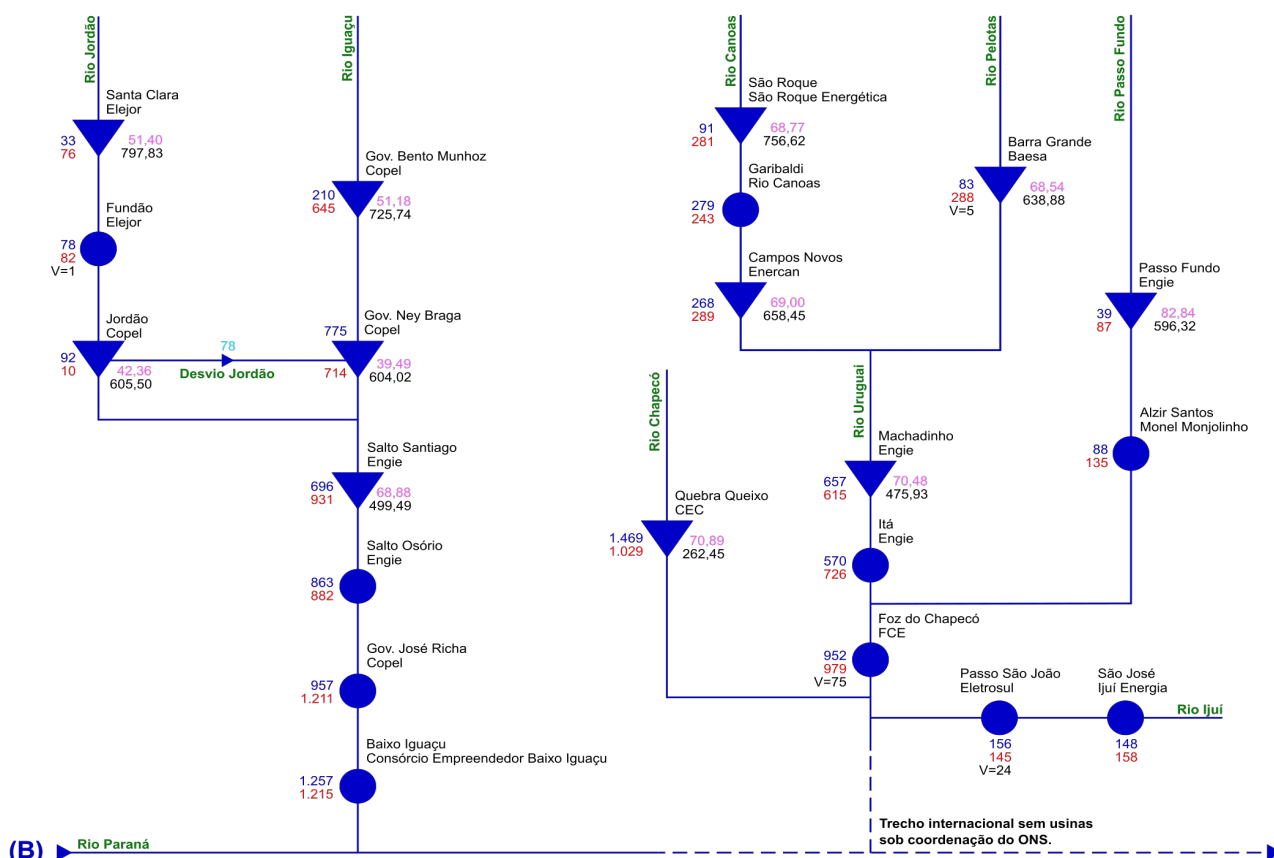 Rio Jordão
Santa Clara
Elejor
33
76
51,40
797,83
Fundão
Elejor
78
82
V=1
Jordão
Copel
92
10
42,36
605,50
78
Desvio Jordão
Rio Iguaçu
Gov. Bento Munhoz
Copel
210
645
51,18
725,74
Gov. Ney Braga
Copel
775
714
39,49
604,02
Salto Santiago
Engie
696
931
68,88
499,49
Salto Osório
Engie
863
882
Gov. José Richa
Copel
957
1.211
Baixo Iguaçu
Consórcio Empreendedor Baixo Iguaçu
1.257
1.215
Rio Canoas
São Roque
São Roque Energética
91
281
68,77
756,62
Garibaldi
Rio Canoas
279
243
Campos Novos
Enercan
268
289
69,00
658,45
Rio Pelotas
Barra Grande
Baesa
83
288
V=5
68,54
638,88
Rio Passo Fundo
Passo Fundo
Engie
39
87
82,84
596,32
Alzir Santos
Monel Monjolinho
88
135
Rio Chapecó
Quebra Queixo
CEC
1.469
1.029
70,89
262,45
Rio Uruguai
Machadinho
Engie
657
615
70,48
475,93
Itá
Engie
570
726
Foz do Chapecó
FCE
952
979
V=75
Passo São João
Eletrosul
156
145
V=24
São José
Ijuí Energia
148
158
Rio Ijuí
Trecho internacional sem usinas
sob coordenação do ONS.
(B)
Rio Paraná